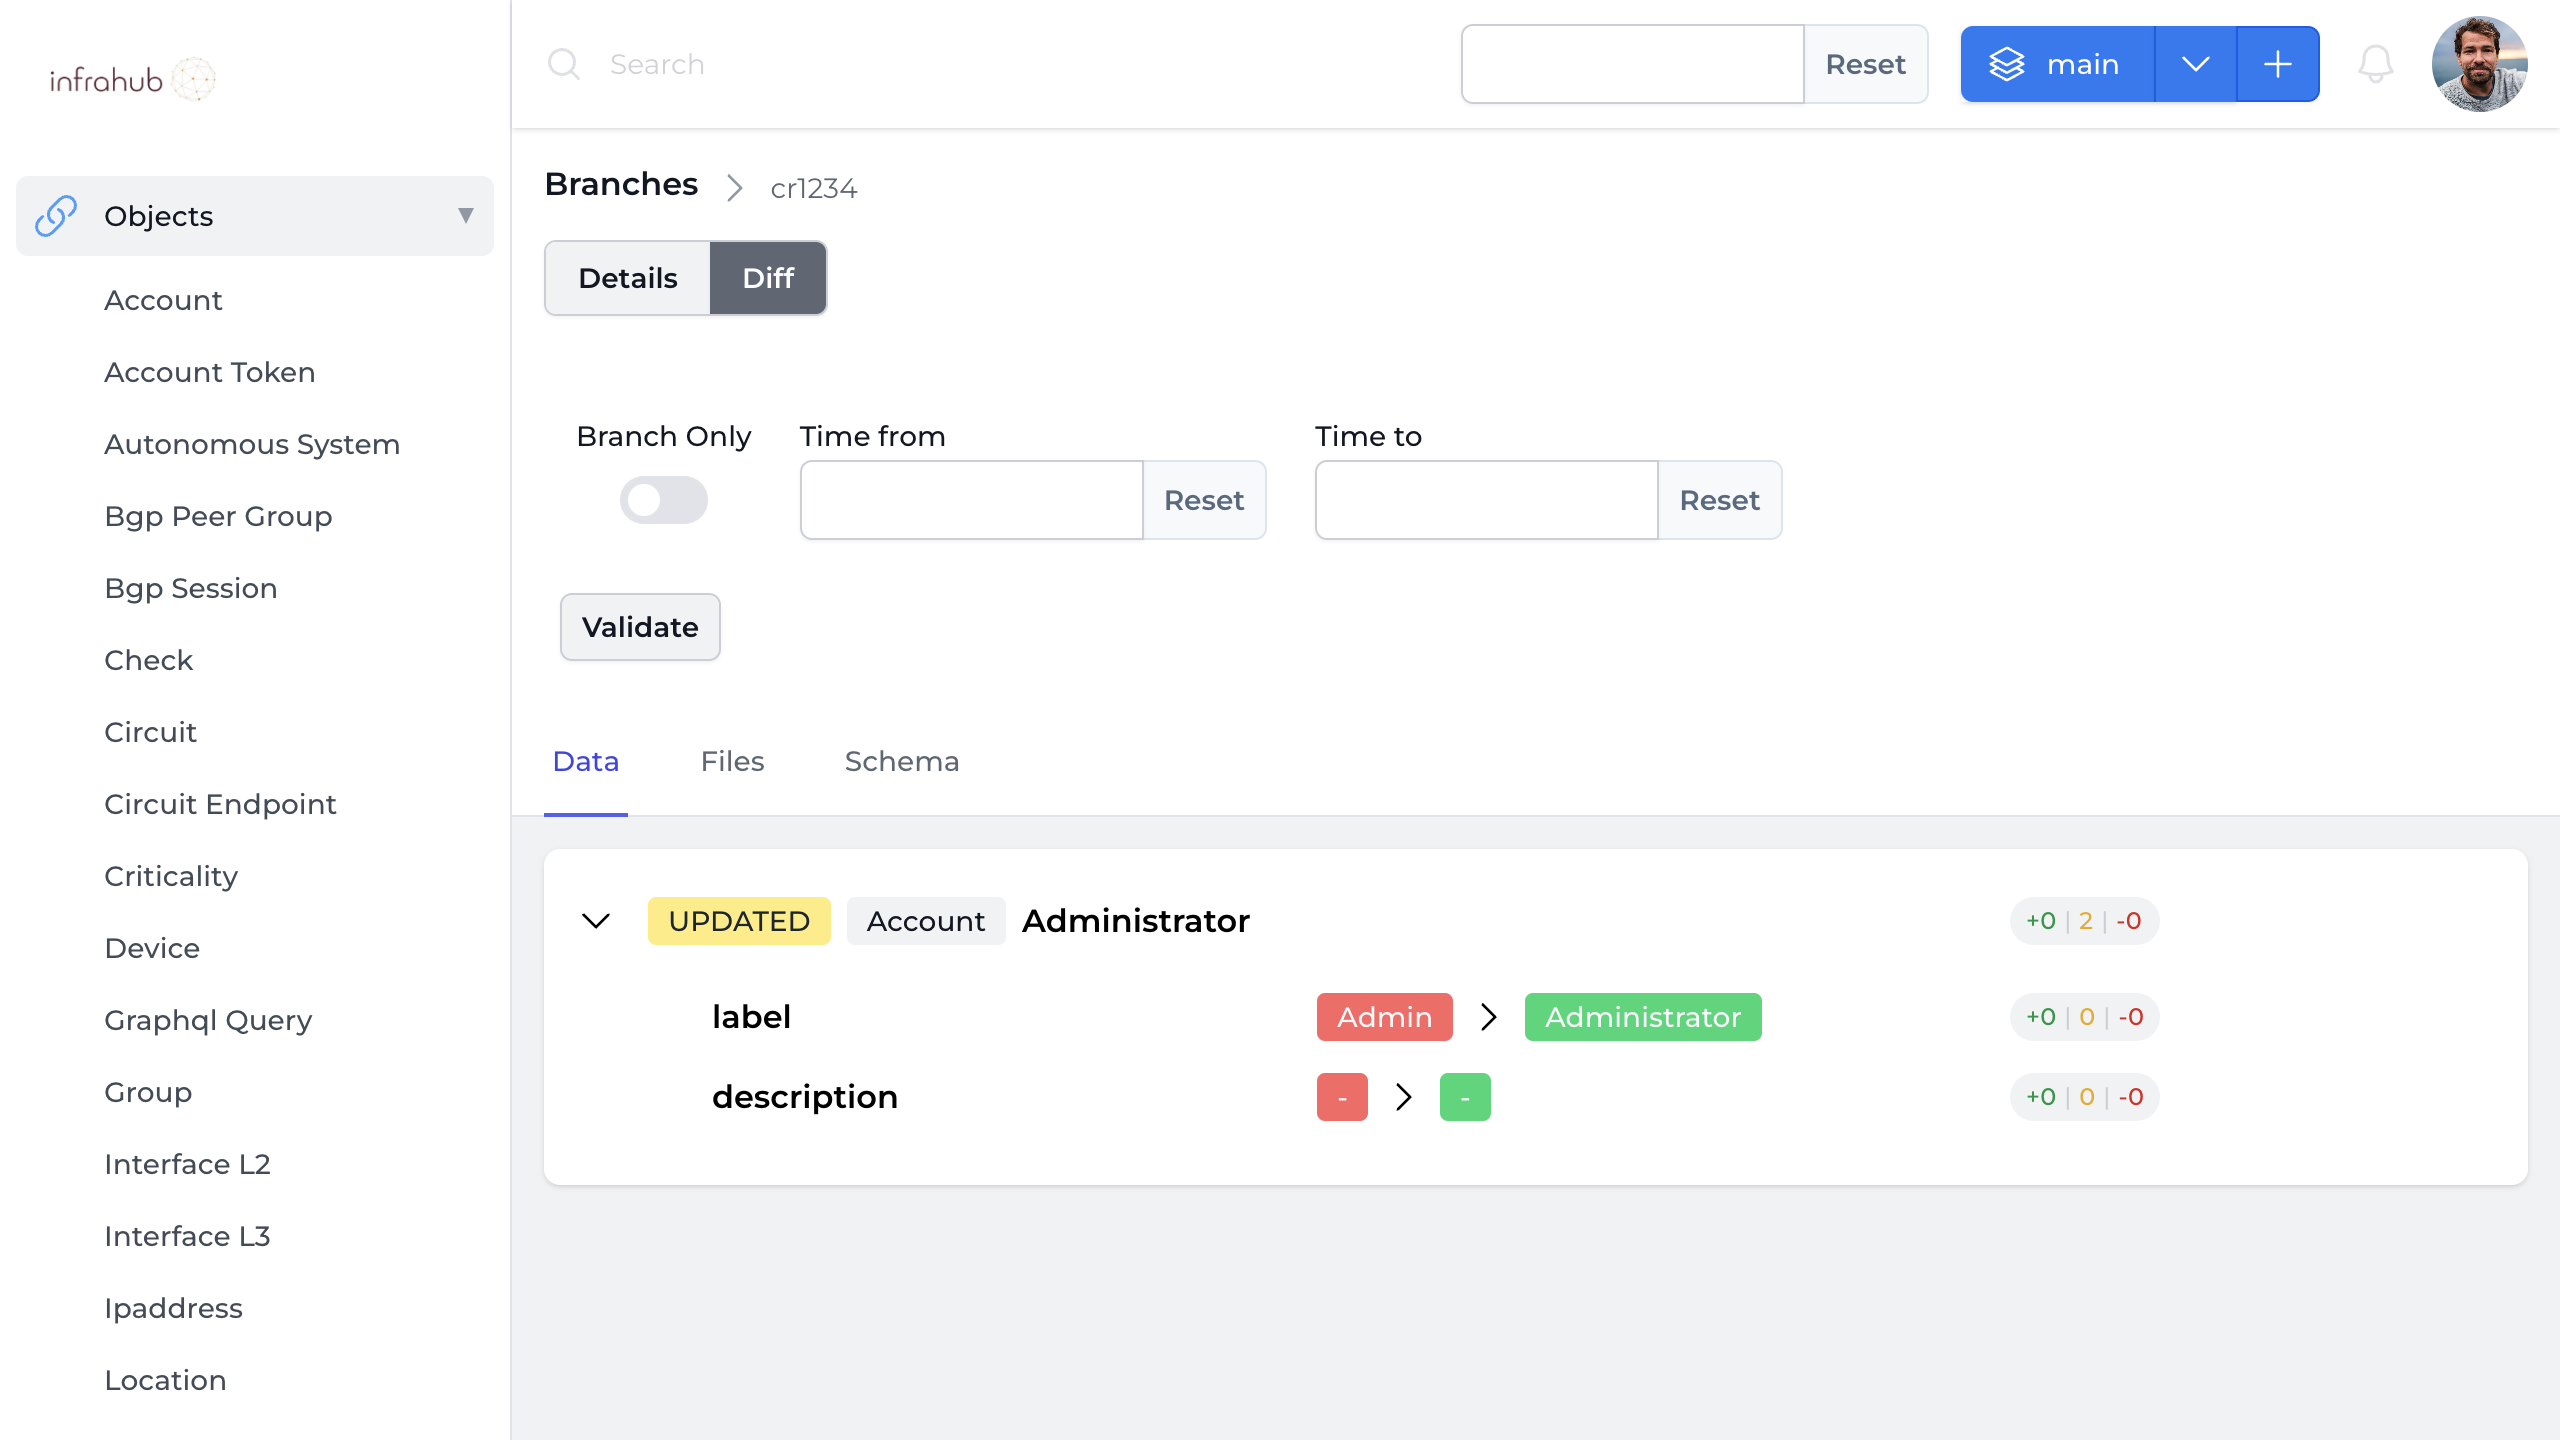 infrahub
Search
Reset
main
Objects
Account
Account Token
Autonomous System
Bgp Peer Group
Bgp Session
Check
Circuit
Circuit Endpoint
Criticality
Device
Graphql Query
Group
Interface L2
Interface L3
Ipaddress
Location
Branches > cr1234
Details Diff
Branch Only Time from Time to
Reset Reset
Validate
Data Files Schema
UPDATED Account Administrator +0 | 2 | -0
label Admin > Administrator +0 | 0 | -0
description - > - +0 | 0 | -0